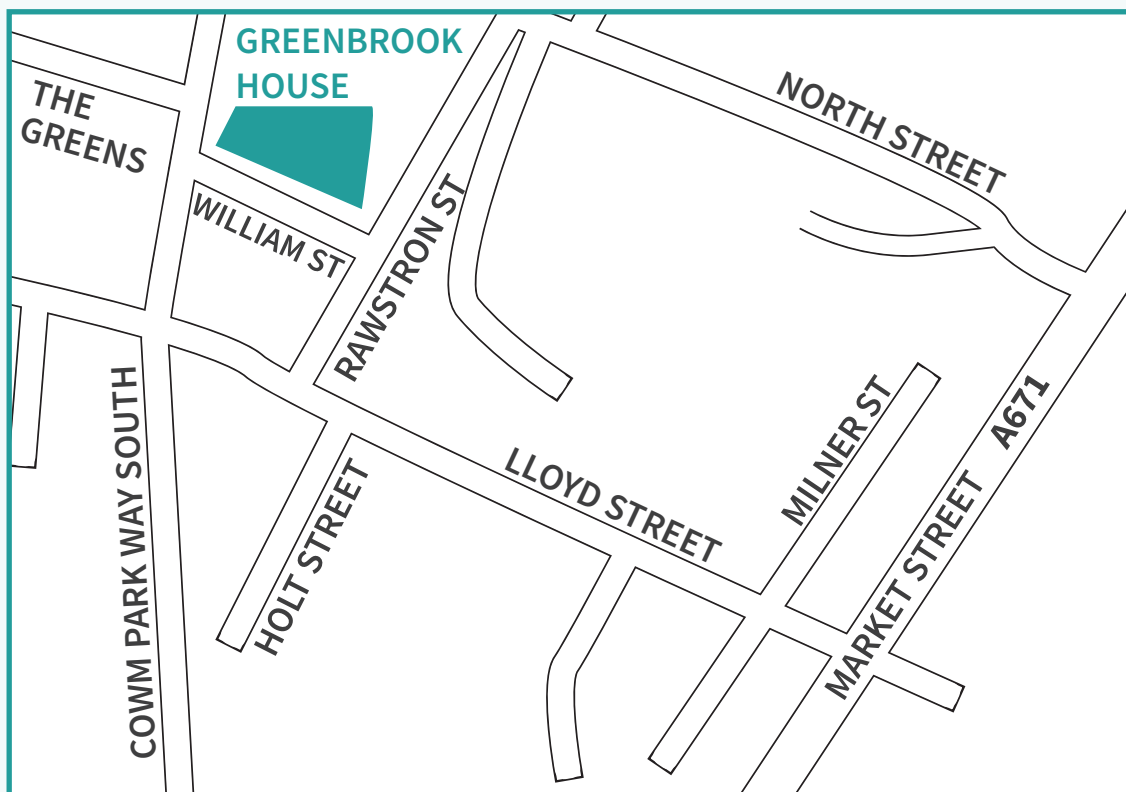 GREENBROOK
HOUSE
THE
GREENS
NORTH STREET
WILLIAM ST
RAWSTRON ST
COWM PARK WAY SOUTH
HOLT STREET
LLOYD STREET
MILNER ST
MARKET STREET A671